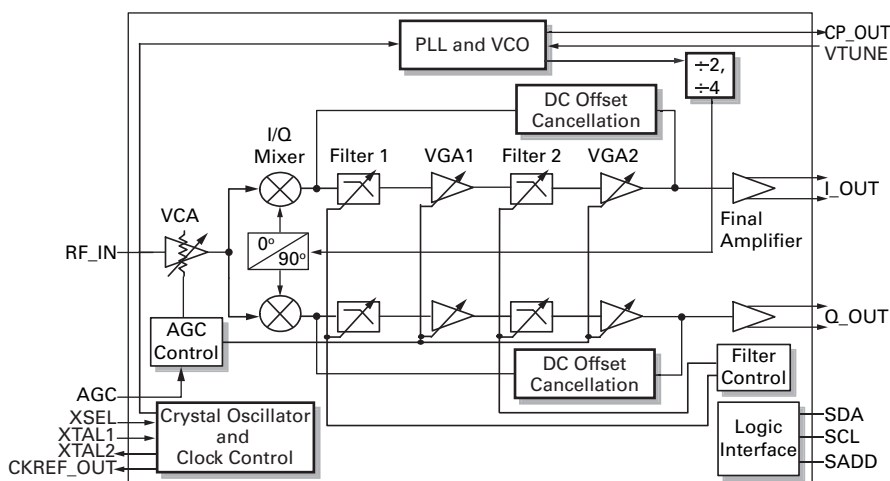 CP_OUT
PLL and VCO
VTUNE
÷2,
÷4
DC Offset
Cancellation
I/Q
Mixer
Filter 1
VGA1
Filter 2
VGA2
I_OUT
VCA
Final
Amplifier
0o
90o
RF_IN
Q_OUT
AGC
Control
DC Offset
Cancellation
Filter
Control
AGC
XSEL
XTAL1
XTAL2
CKREF_OUT
Crystal Oscillator
and
Clock Control
Logic
Interface
SDA
SCL
SADD